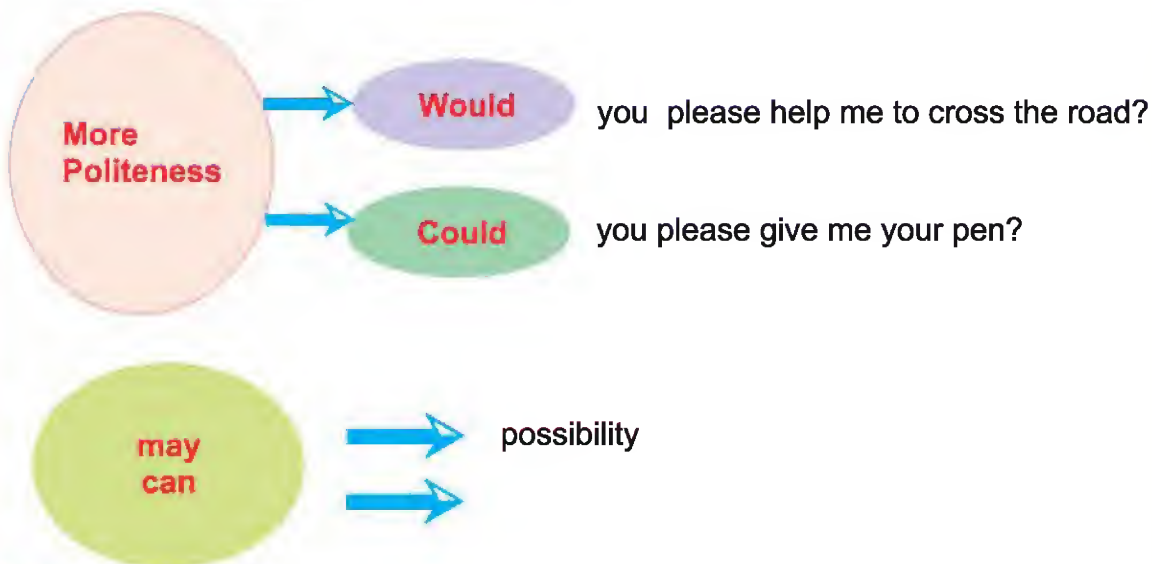 More
Politeness
Would you  please help me to cross the road?
Could you please give me your pen?
may
can
possibility